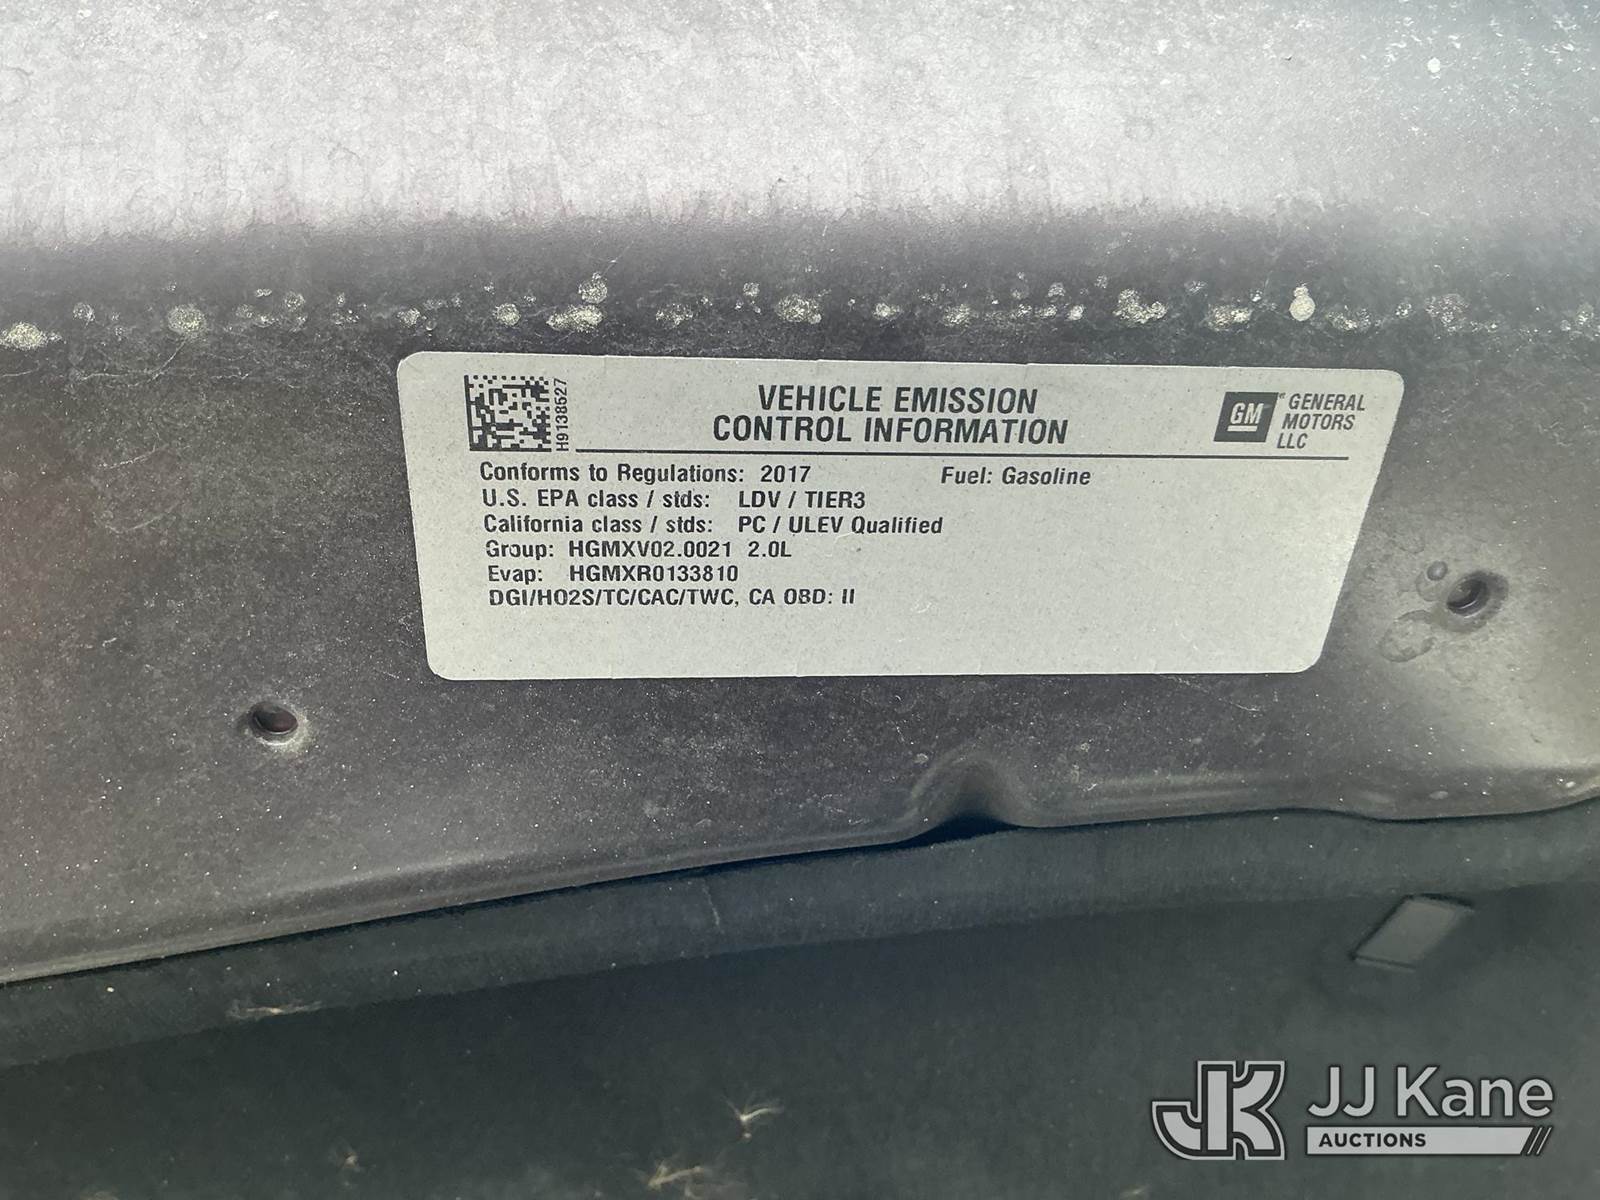 H9138527
VEHICLE EMISSION
CONTROL INFORMATION
GM
GENERAL
MOTORS
LLC
Conforms to Regulations: 2017 Fuel: Gasoline
U.S. EPA class / stds: LDV / TIER3
California class / stds: PC / ULEV Qualified
Group: HGMXV02.0021 2.0L
Evap: HGMXR0133810
DGI/HO2S/TC/CAC/TWC, CA OBD: II
JK JJ Kane
AUCTIONS